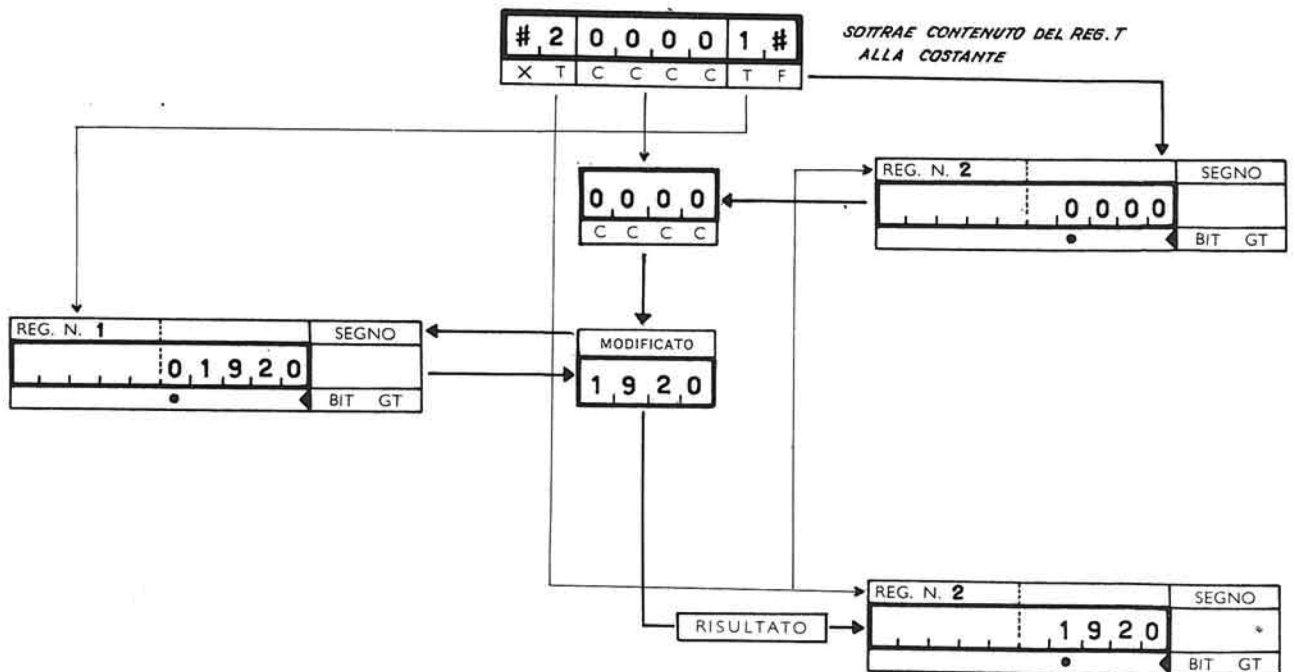 # 2 0 0 0 0 1 #
X T C C C C T F
SOTTRAE CONTENUTO DEL REG. T
ALLA COSTANTE
0 0 0 0
C C C C
REG. N. 2 SEGNO
0 0 0 0
BIT GT
REG. N. 1 SEGNO
0 1 9 2 0
BIT GT
MODIFICATO
1 9 2 0
RISULTATO
REG. N. 2 SEGNO
1 9 2 0
BIT GT